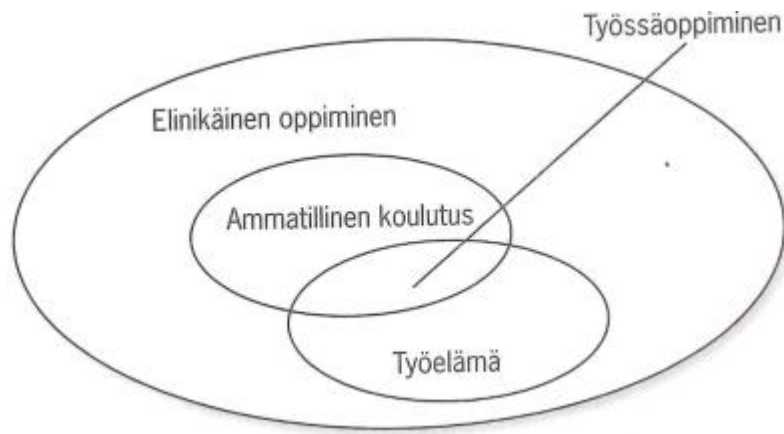 Työssäoppiminen
Elinikäinen oppiminen
Ammatillinen koulutus
Työelämä